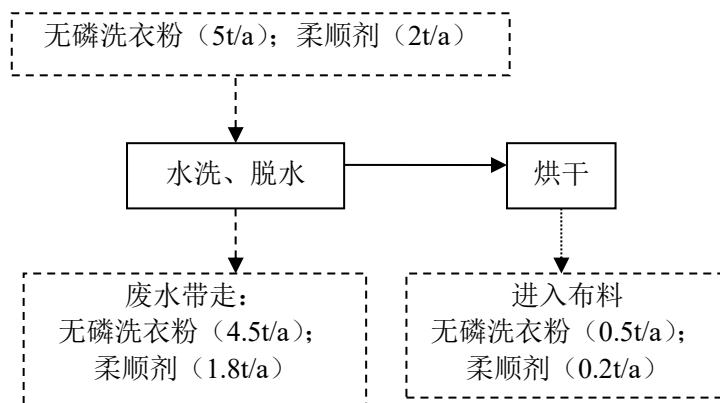 无磷洗衣粉（5t/a)；柔顺剂（2t/a）
水洗、脱水
烘干
废水带走：
无磷洗衣粉（4.5t/a)；
柔顺剂（1.8t/a）
进入布料
无磷洗衣粉（0.5t/a)；
柔顺剂（0.2t/a）